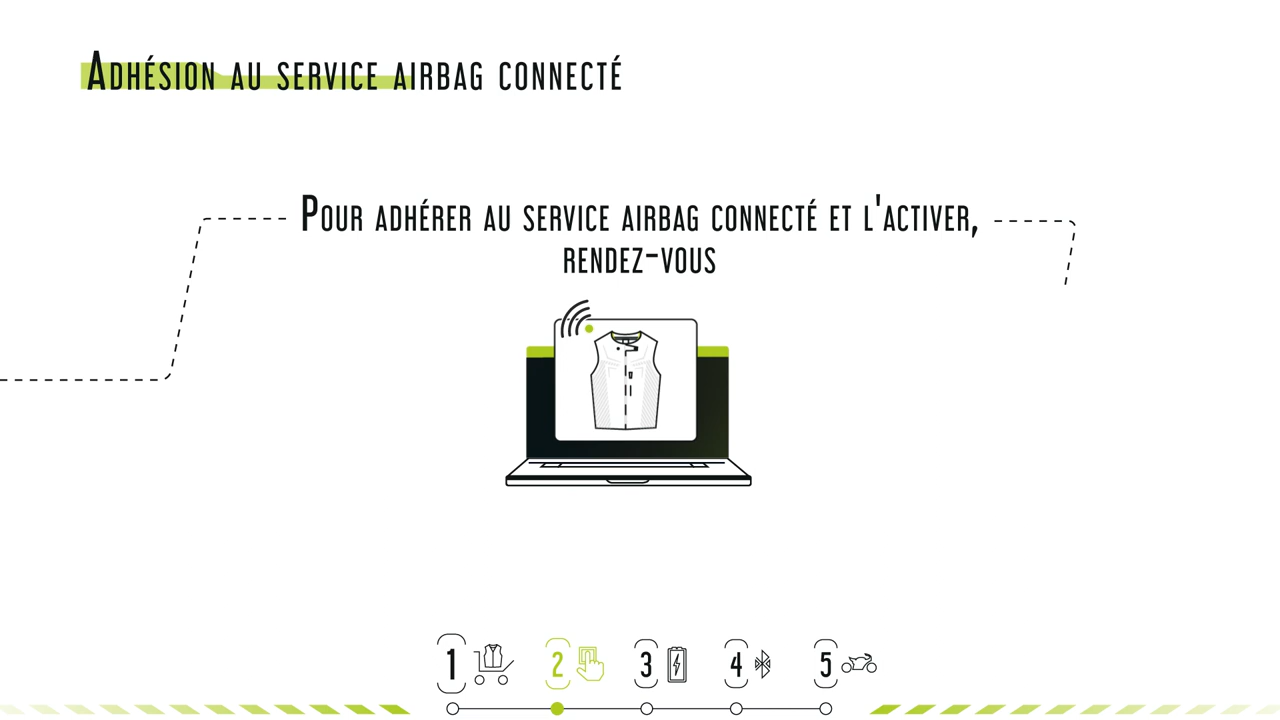 Adhésion au service airbag connecté
Pour adhérer au service airbag connecté et l'activer,
rendez-vous
1 2 3 4 5